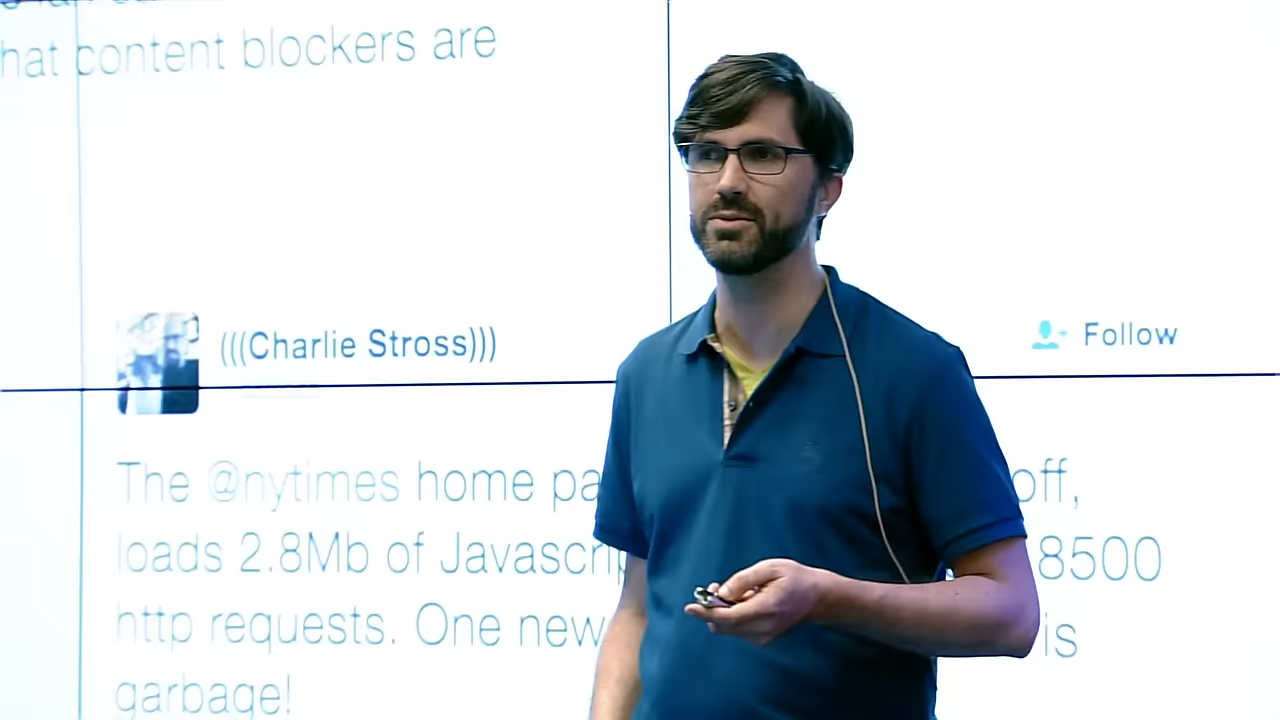 hat content blockers are
(((Charlie Stross)))
Follow
The @nytimes home pa off,
loads 2.8Mb of Javascrip 8500
http requests. One new is
garbage!